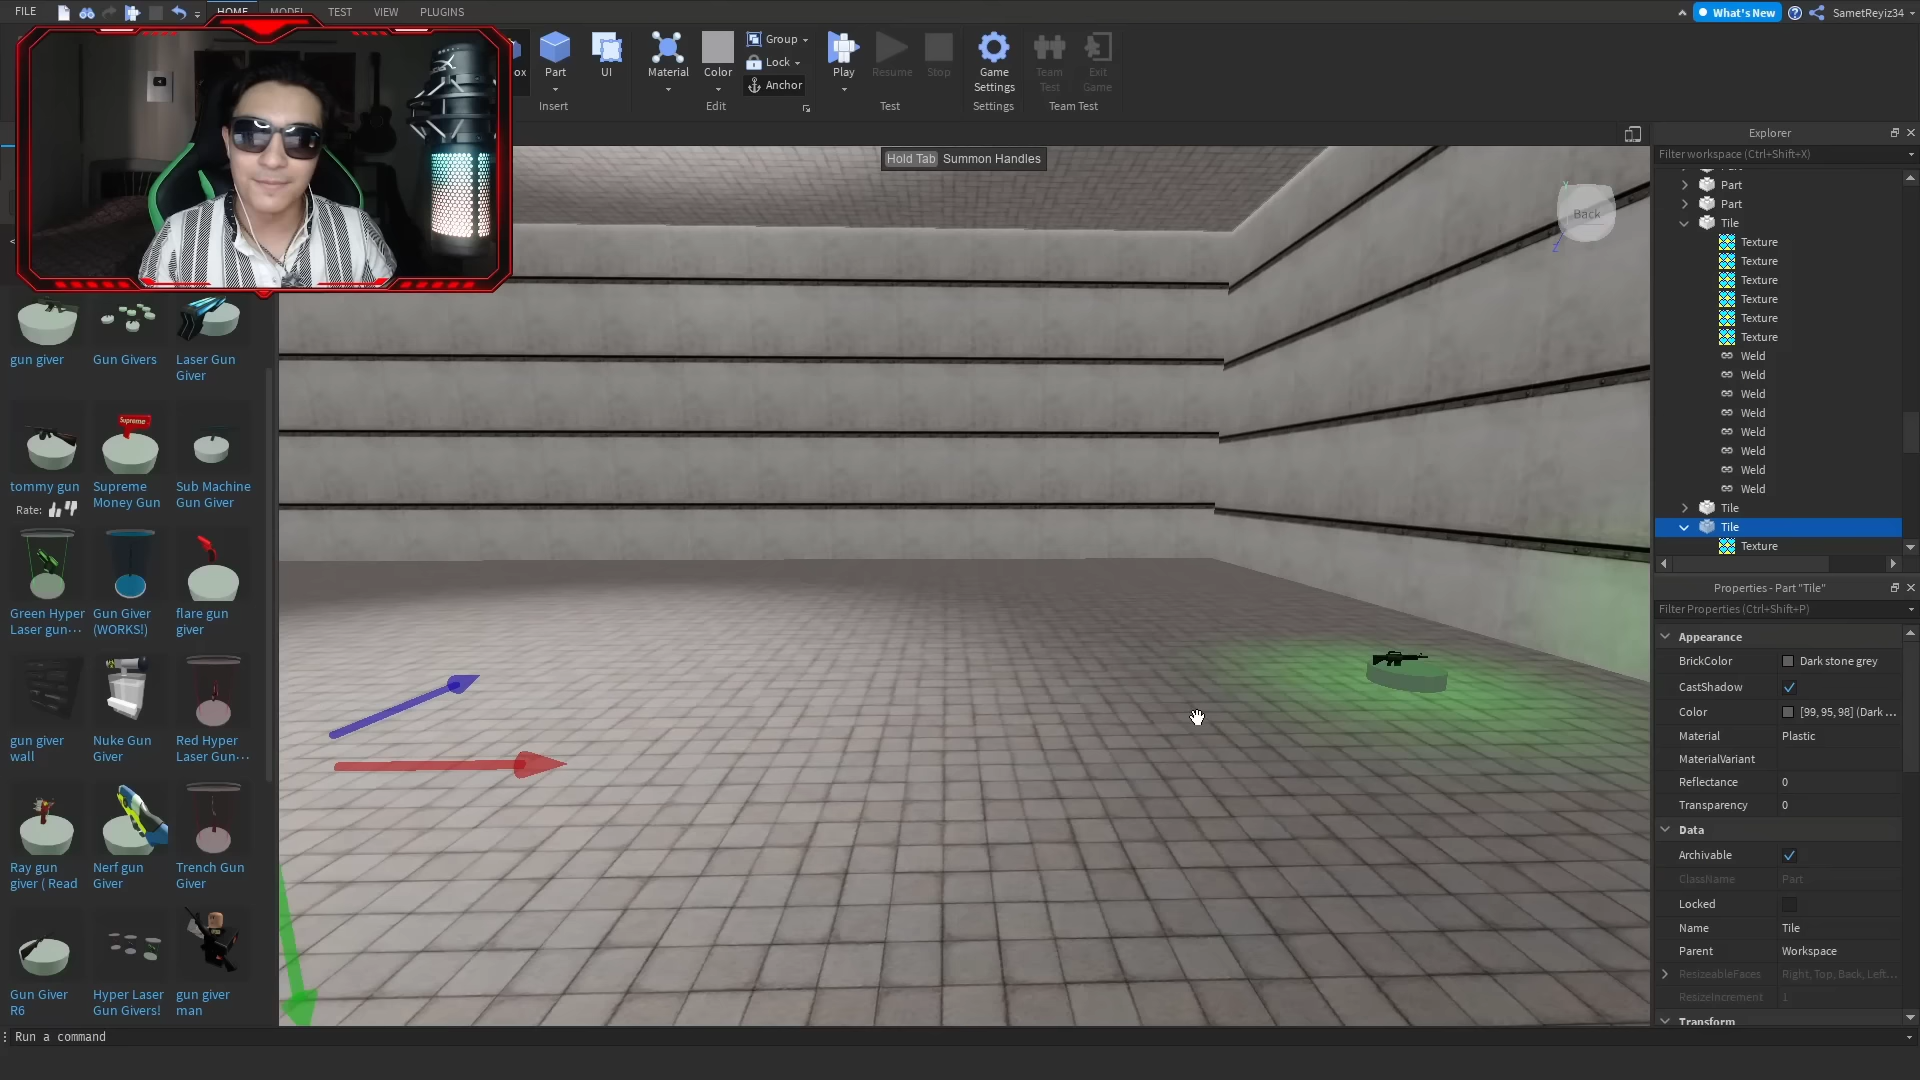 FILE
HOME
MODEL
TEST
VIEW
PLUGINS
What's New
SametReyiz34
Part
UI
Material
Color
Group
Lock
Anchor
Play
Resume
Stop
Game
Settings
Team
Test
Exit
Game
Insert
Edit
Test
Settings
Team Test
Hold Tab Summon Handles
Back
gun giver
Gun Givers
Laser Gun
Giver
tommy gun
Supreme
Supreme
Money Gun
Sub Machine
Gun Giver
Rate:
Green Hyper
Laser gun...
Gun Giver
(WORKS!)
flare gun
giver
gun giver
wall
Nuke Gun
Giver
Red Hyper
Laser Gun...
Ray gun
giver ( Read
Nerf gun
Giver
Trench Gun
Giver
Gun Giver
R6
Hyper Laser
Gun Givers!
gun giver
man
Run a command
Explorer
Filter workspace (Ctrl+Shift+X)
Part
Part
Tile
Texture
Texture
Texture
Texture
Texture
Texture
Weld
Weld
Weld
Weld
Weld
Weld
Weld
Weld
Tile
Tile
Texture
Properties - Part "Tile"
Filter Properties (Ctrl+Shift+P)
Appearance
BrickColor Dark stone grey
CastShadow
Color [99, 95, 98] (Dark ...
Material Plastic
MaterialVariant
Reflectance 0
Transparency 0
Data
Archivable
ClassName Part
Locked
Name Tile
Parent Workspace
ResizeableFaces Right, Top, Back, Left...
ResizeIncrement 1
Transform